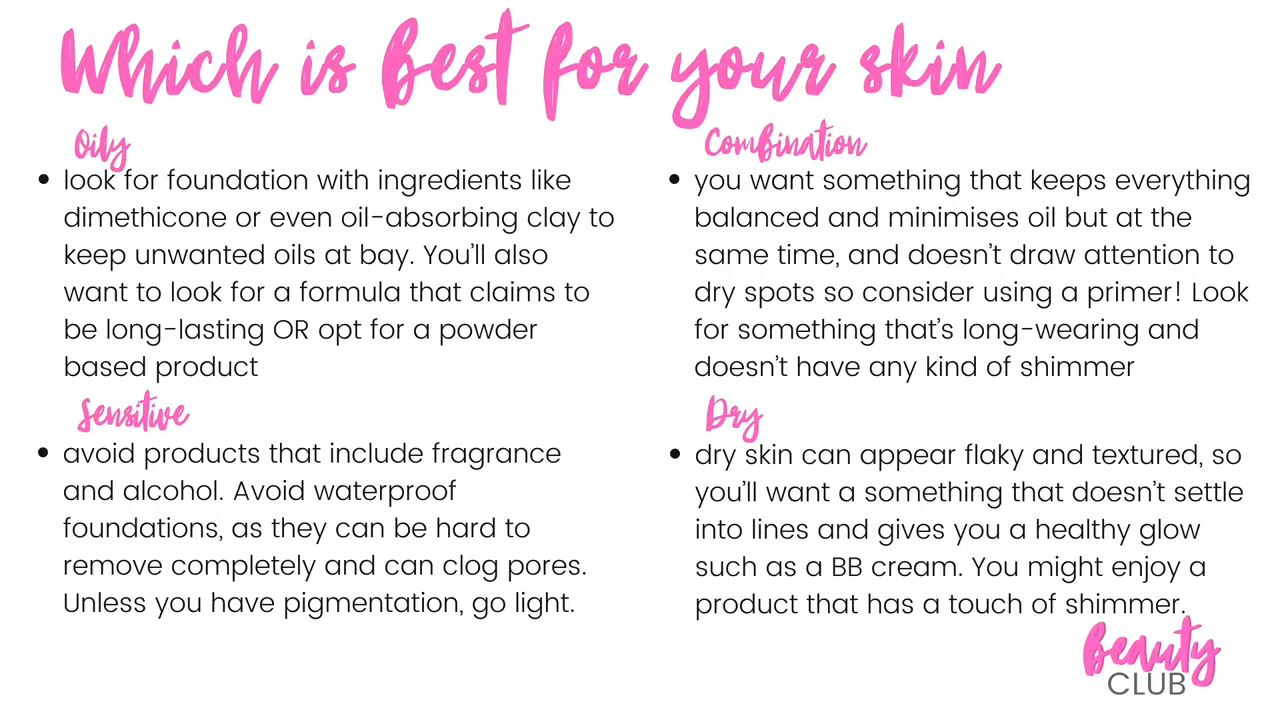 Which is best for your skin
Oily
• look for foundation with ingredients like
dimethicone or even oil-absorbing clay to
keep unwanted oils at bay. You'll also
want to look for a formula that claims to
be long-lasting OR opt for a powder
based product
Sensitive
• avoid products that include fragrance
and alcohol. Avoid waterproof
foundations, as they can be hard to
remove completely and can clog pores.
Unless you have pigmentation, go light.
Combination
• you want something that keeps everything
balanced and minimises oil but at the
same time, and doesn't draw attention to
dry spots so consider using a primer! Look
for something that's long-wearing and
doesn't have any kind of shimmer
Dry
• dry skin can appear flaky and textured, so
you'll want a something that doesn't settle
into lines and gives you a healthy glow
such as a BB cream. You might enjoy a
product that has a touch of shimmer.
Beauty
CLUB